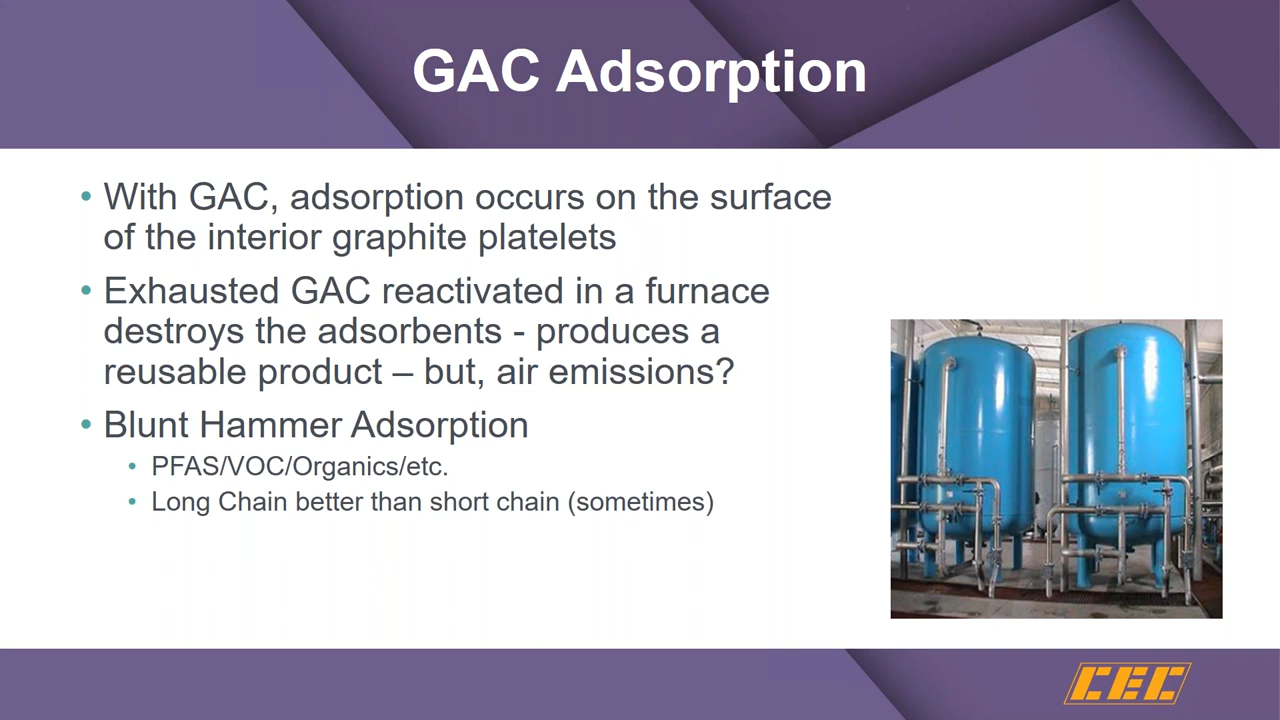 GAC Adsorption
• With GAC, adsorption occurs on the surface
of the interior graphite platelets
• Exhausted GAC reactivated in a furnace
destroys the adsorbents - produces a
reusable product – but, air emissions?
• Blunt Hammer Adsorption
• PFAS/VOC/Organics/etc.
• Long Chain better than short chain (sometimes)
CEC